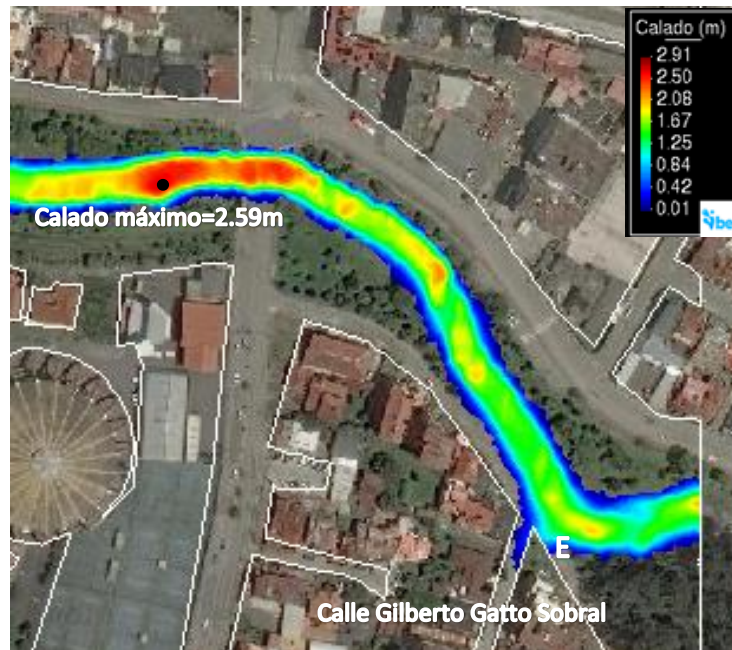 Calado (m)
2.91
2.50
2.08
1.67
1.25
0.84
0.42
0.01
Calado máximo=2.59m
E
Calle Gilberto Gatto Sobral